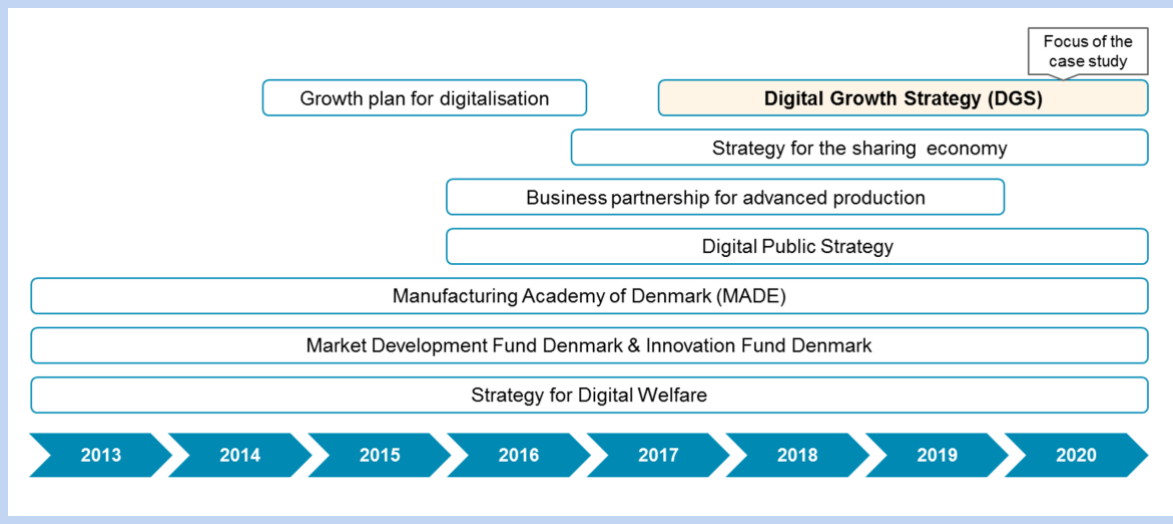 Focus of the
case study
Growth plan for digitalisation
Digital Growth Strategy (DGS)
Strategy for the sharing economy
Business partnership for advanced production
Digital Public Strategy
Manufacturing Academy of Denmark (MADE)
Market Development Fund Denmark & Innovation Fund Denmark
Strategy for Digital Welfare
2013
2014
2015
2016
2017
2018
2019
2020